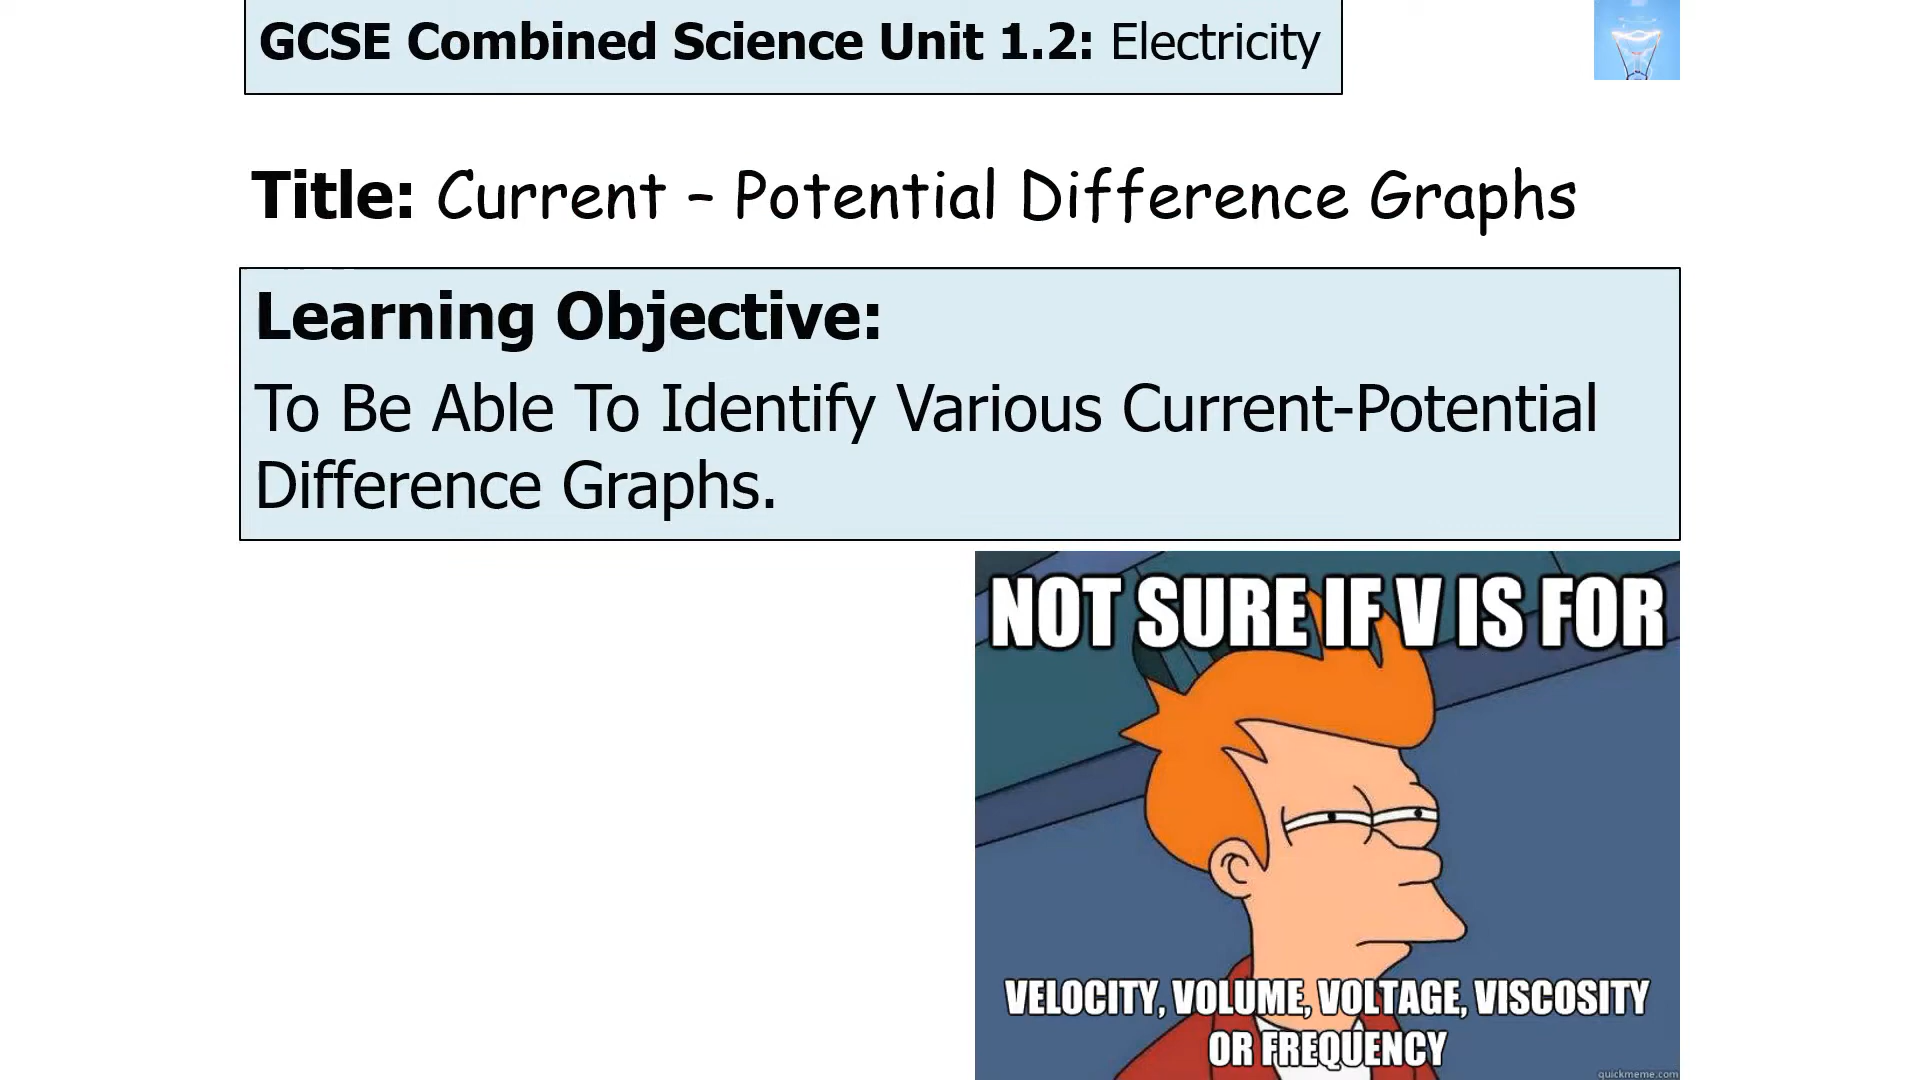 GCSE Combined Science Unit 1.2: Electricity
Title: Current – Potential Difference Graphs
Learning Objective:
To Be Able To Identify Various Current-Potential
Difference Graphs.
NOT SURE IF V IS FOR
VELOCITY, VOLUME, VOLTAGE, VISCOSITY
OR FREQUENCY
quickmeme.com